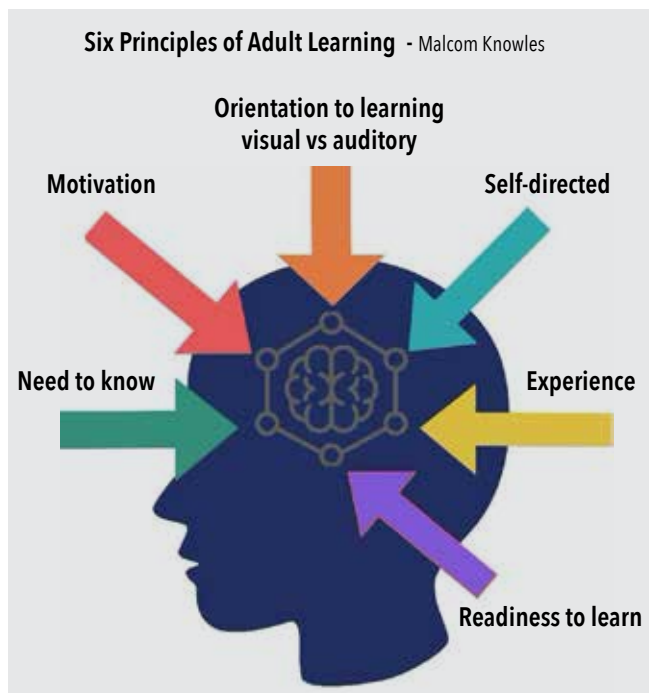 Six Principles of Adult Learning - Malcom Knowles
Orientation to learning
visual vs auditory
Motivation
Self-directed
Need to know
Experience
Readiness to learn